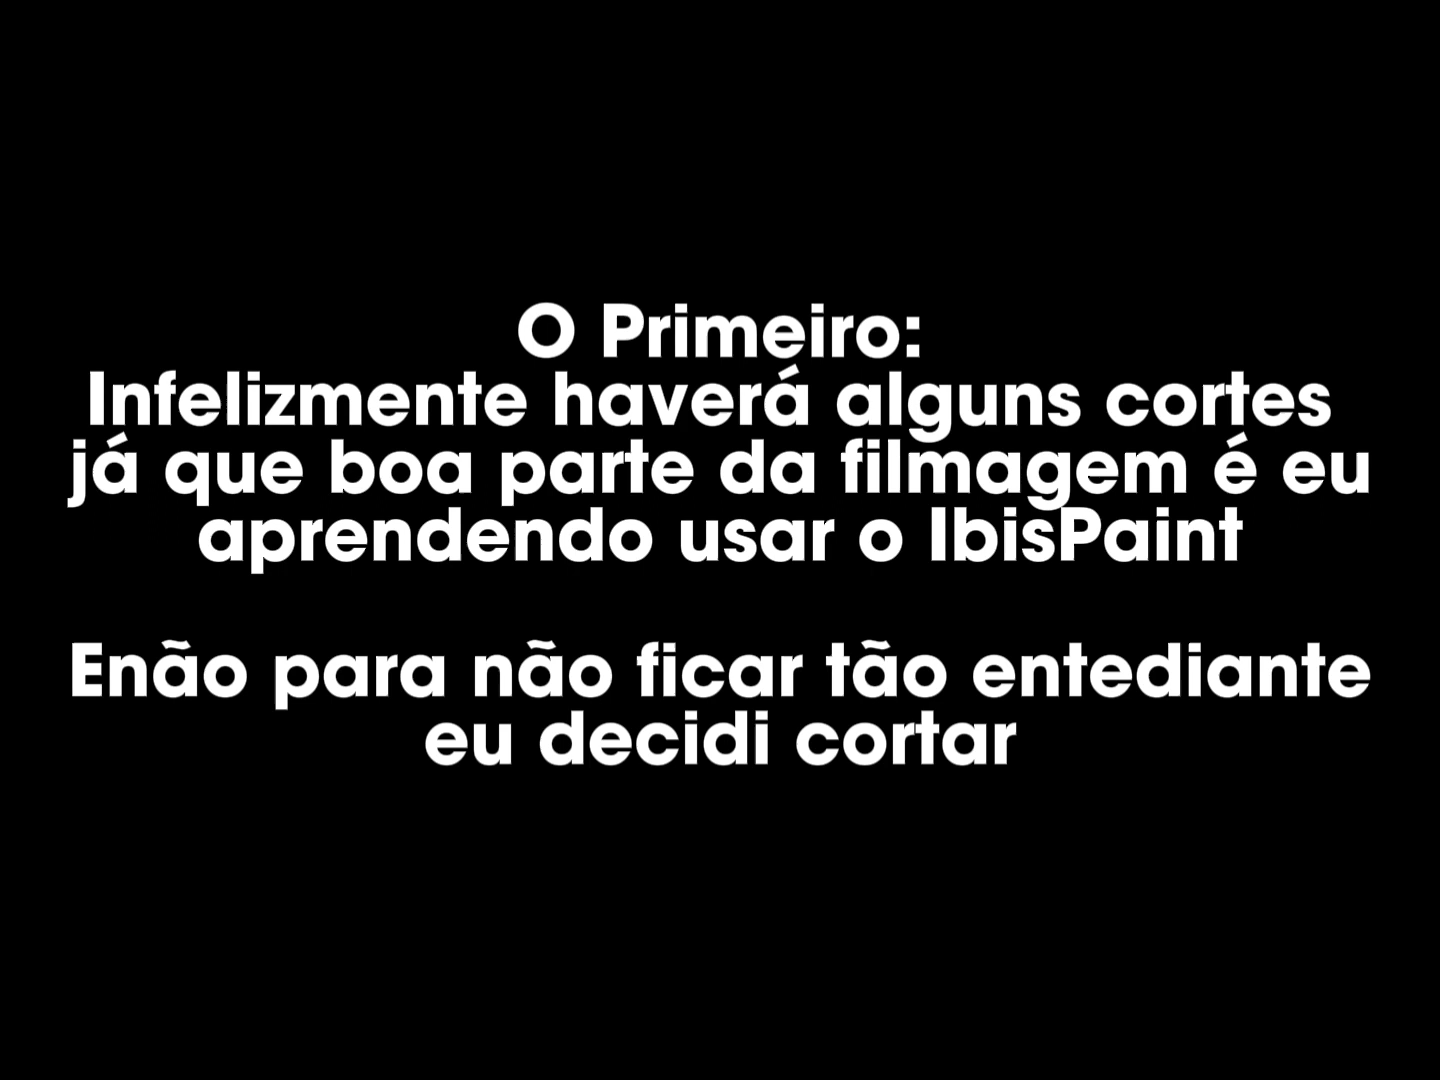 O Primeiro:
Infelizmente haverá alguns cortes
já que boa parte da filmagem é eu
aprendendo usar o IbisPaint
Enão para não ficar tão entediante
eu decidi cortar